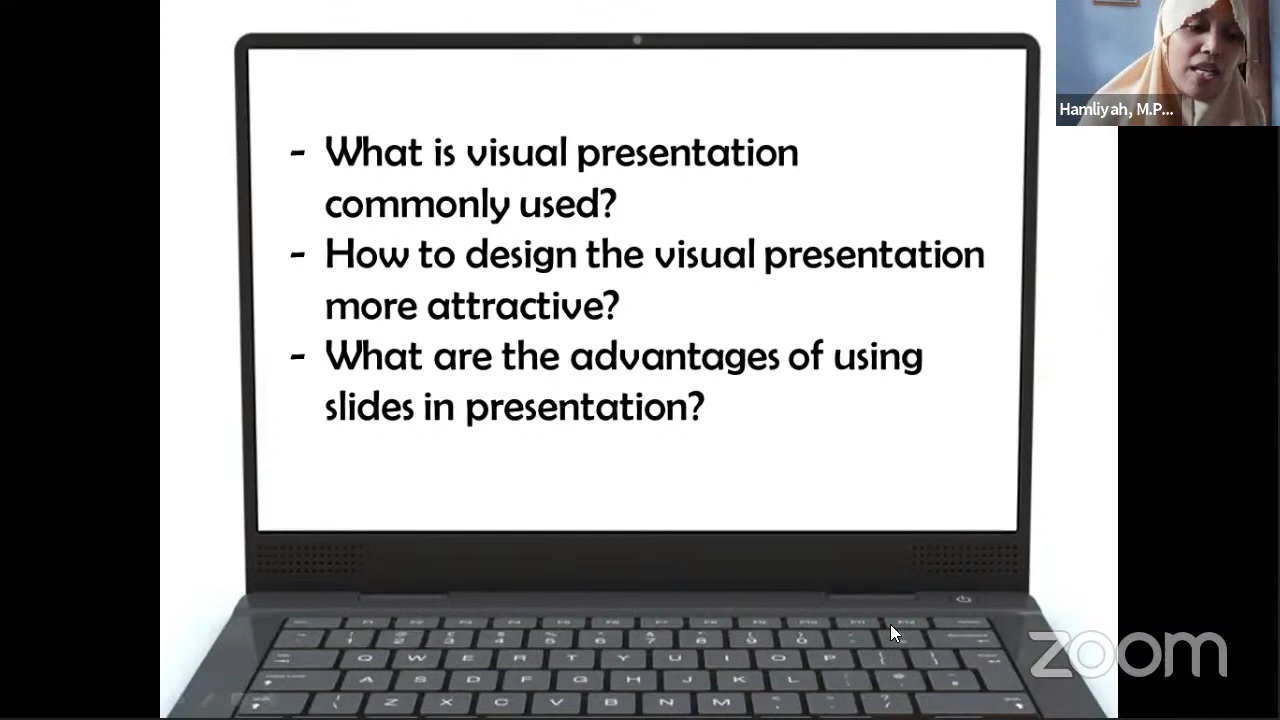 - What is visual presentation
commonly used?
- How to design the visual presentation
more attractive?
- What are the advantages of using
slides in presentation?
Hamliyah, M.P...
Q W E R T Y U I O P
A S D F G H J K L
Z X C V B N M
zoom